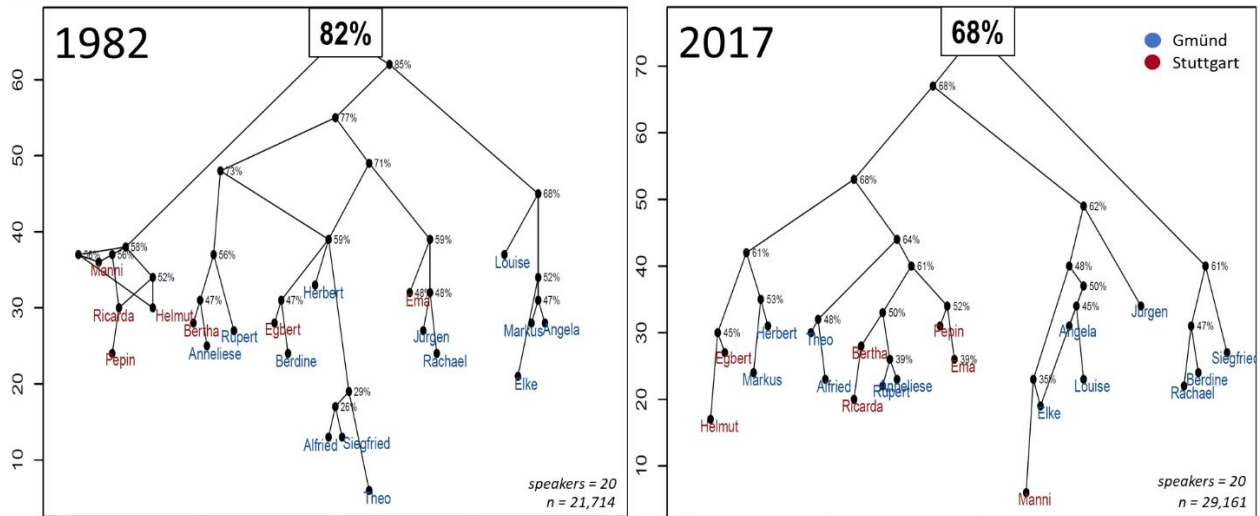 1982
82%
60
85%
77%
50
73%
71%
68%
40
58%
56%
56%
Manni
56%
59%
59%
Louise
52%
52%
Herbert
48%
Ema
48%
47%
47%
47%
30
Ricarda
Helmut
Bertha
Rupert
Egbert
Jürgen
Markus
Angela
Anneliese
Pepin
Berdine
Rachael
Elke
20
29%
26%
Alfried
Siegfried
10
Theo
speakers = 20
n = 21,714
2017
68%
Gmünd
Stuttgart
70
68%
60
68%
50
62%
64%
61%
40
61%
48%
61%
50%
53%
45%
52%
50%
Jürgen
48%
47%
30
45%
Herbert
Theo
Pepin
Angela
Egbert
Bertha
Siegfried
39%
39%
Ema
Markus
Alfried
Anneliese
Rupert
35%
Louise
Berdine
Rachael
20
Ricarda
Elke
Helmut
10
Manni
speakers = 20
n = 29,161